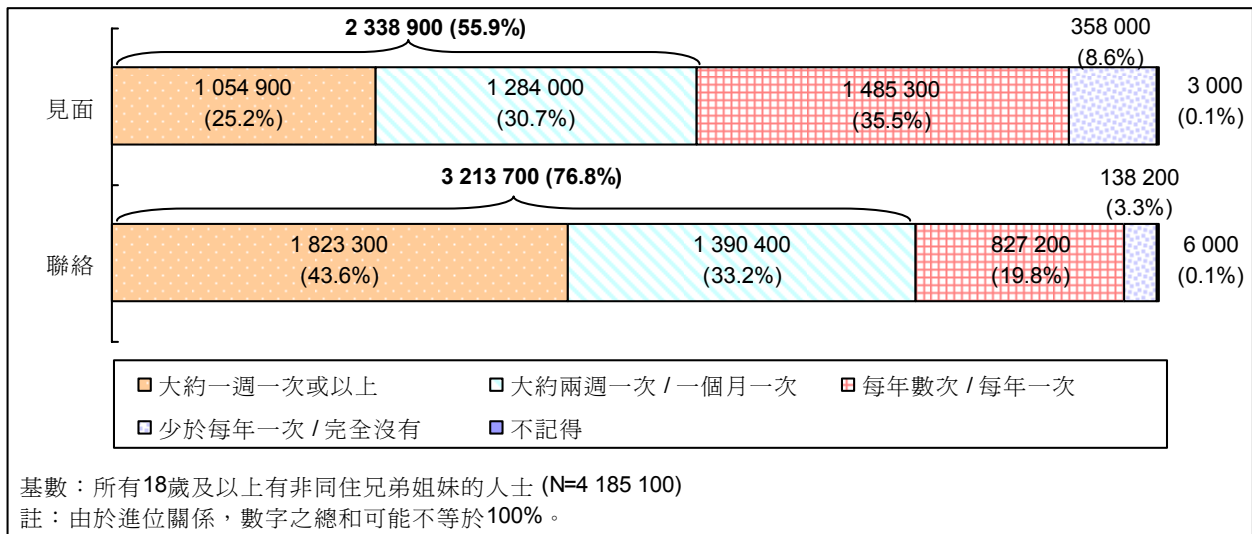 2 338 900 (55.9%)
358 000
(8.6%)
見面
1 054 900
(25.2%)
1 284 000
(30.7%)
1 485 300
(35.5%)
3 000
(0.1%)
3 213 700 (76.8%)
138 200
(3.3%)
聯絡
1 823 300
(43.6%)
1 390 400
(33.2%)
827 200
(19.8%)
6 000
(0.1%)
大約一週一次或以上
大約兩週一次 / 一個月一次
每年數次 / 每年一次
少於每年一次 / 完全沒有
不記得
基數：所有18歲及以上有非同住兄弟姐妹的人士 (N=4 185 100)
註：由於進位關係，數字之總和可能不等於100%。